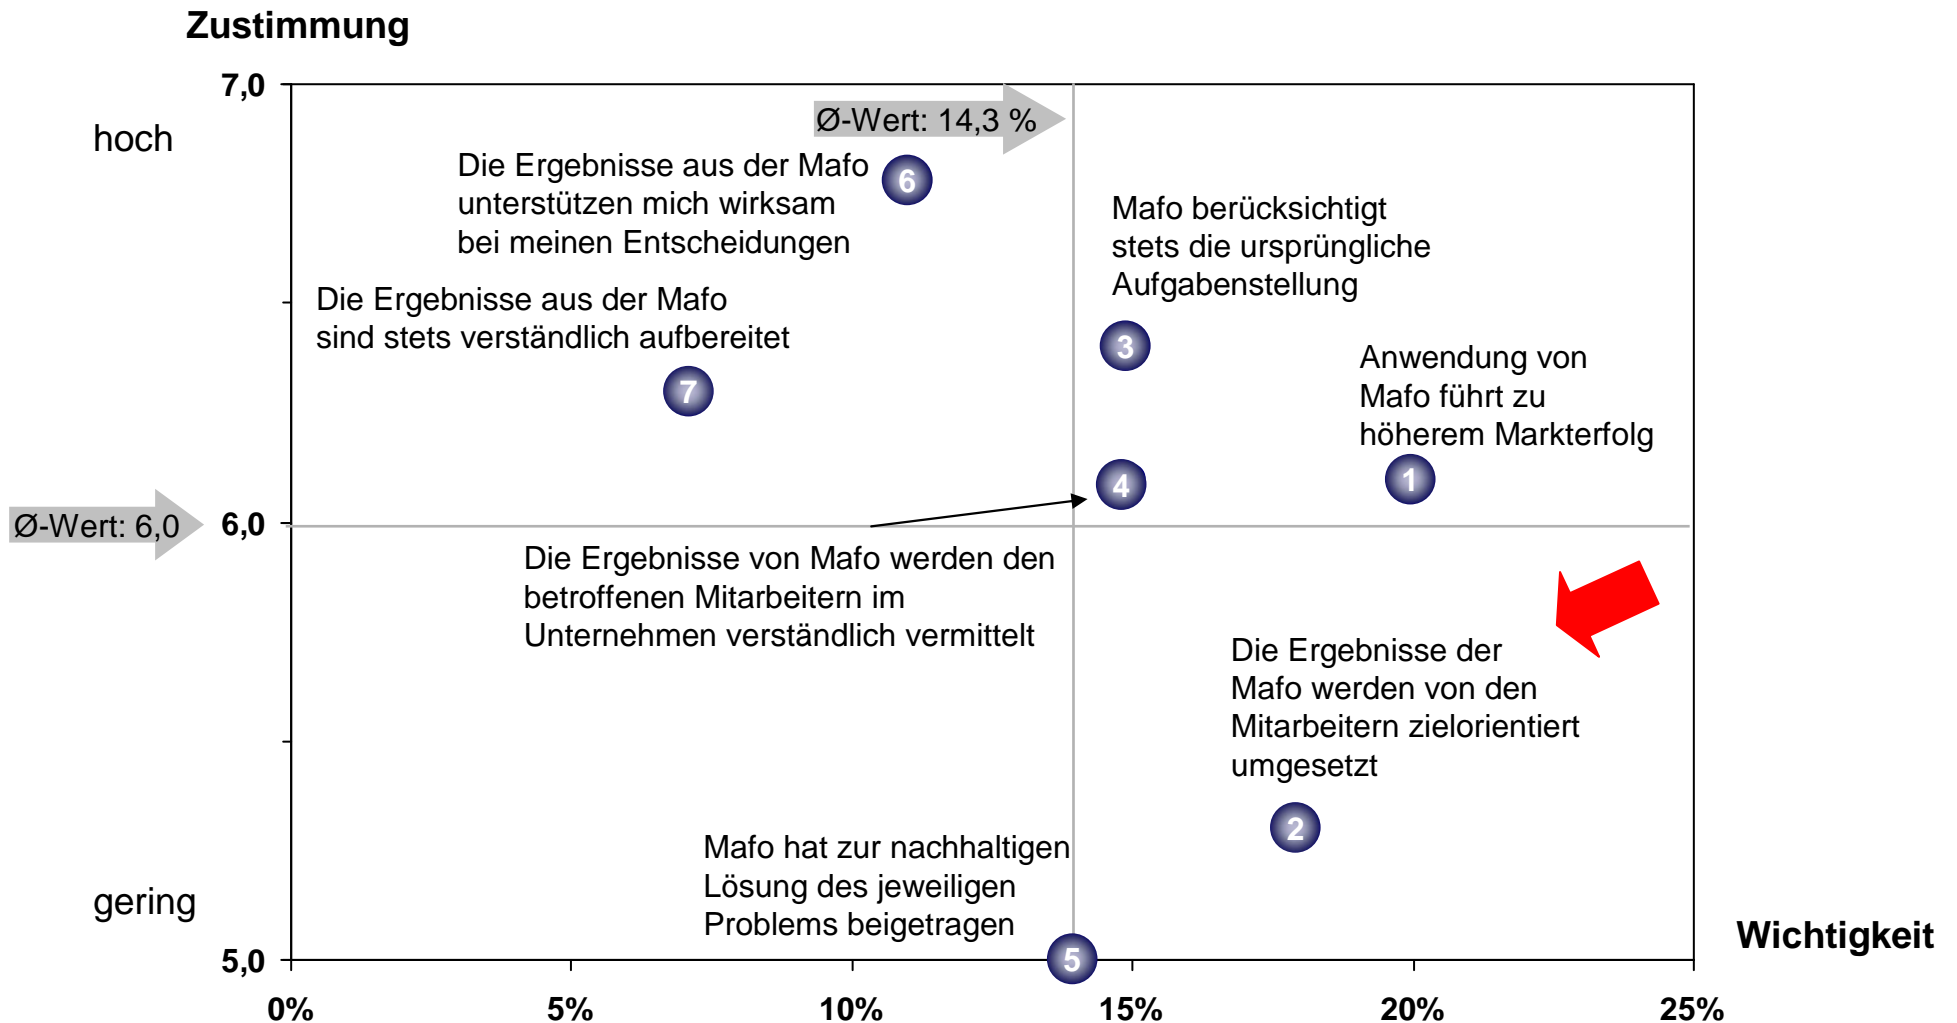 Zustimmung
7,0
hoch
Ø-Wert: 14,3 %
Die Ergebnisse aus der Mafo
unterstützen mich wirksam
bei meinen Entscheidungen
6
Mafo berücksichtigt
stets die ursprüngliche
Aufgabenstellung
3
Die Ergebnisse aus der Mafo
sind stets verständlich aufbereitet
7
Anwendung von
Mafo führt zu
höherem Markterfolg
1
4
Ø-Wert: 6,0
6,0
Die Ergebnisse von Mafo werden den
betroffenen Mitarbeitern im
Unternehmen verständlich vermittelt
Die Ergebnisse der
Mafo werden von den
Mitarbeitern zielorientiert
umgesetzt
2
Mafo hat zur nachhaltigen
Lösung des jeweiligen
Problems beigetragen
5
gering
5,0
Wichtigkeit
0%
5%
10%
15%
20%
25%